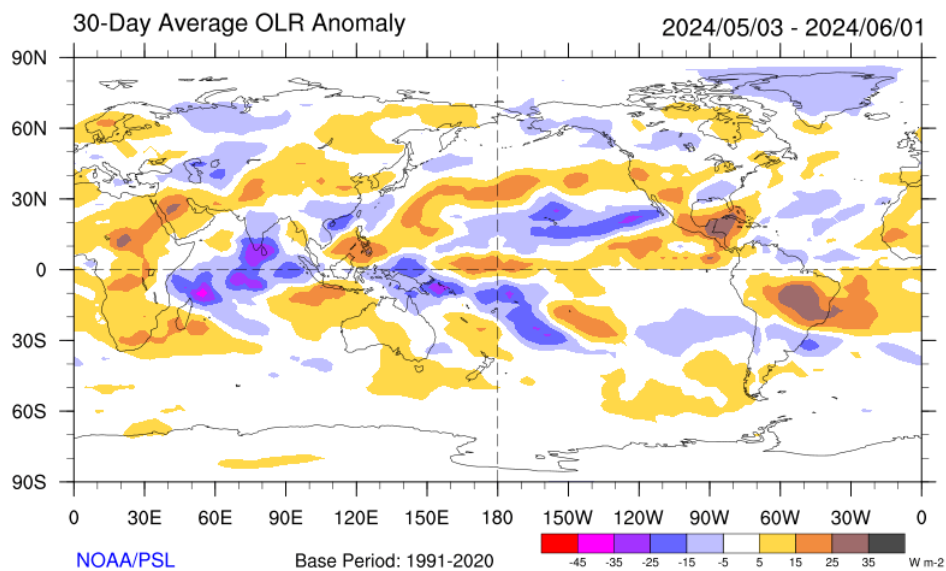 30-Day Average OLR Anomaly 2024/05/03 - 2024/06/01
90N
60N
30N
0
30S
60S
90S
0 30E 60E 90E 120E 150E 180 150W 120W 90W 60W 30W 0
NOAA/PSL Base Period: 1991-2020
-45 -35 -25 -15 -5 5 15 25 35 W m-2